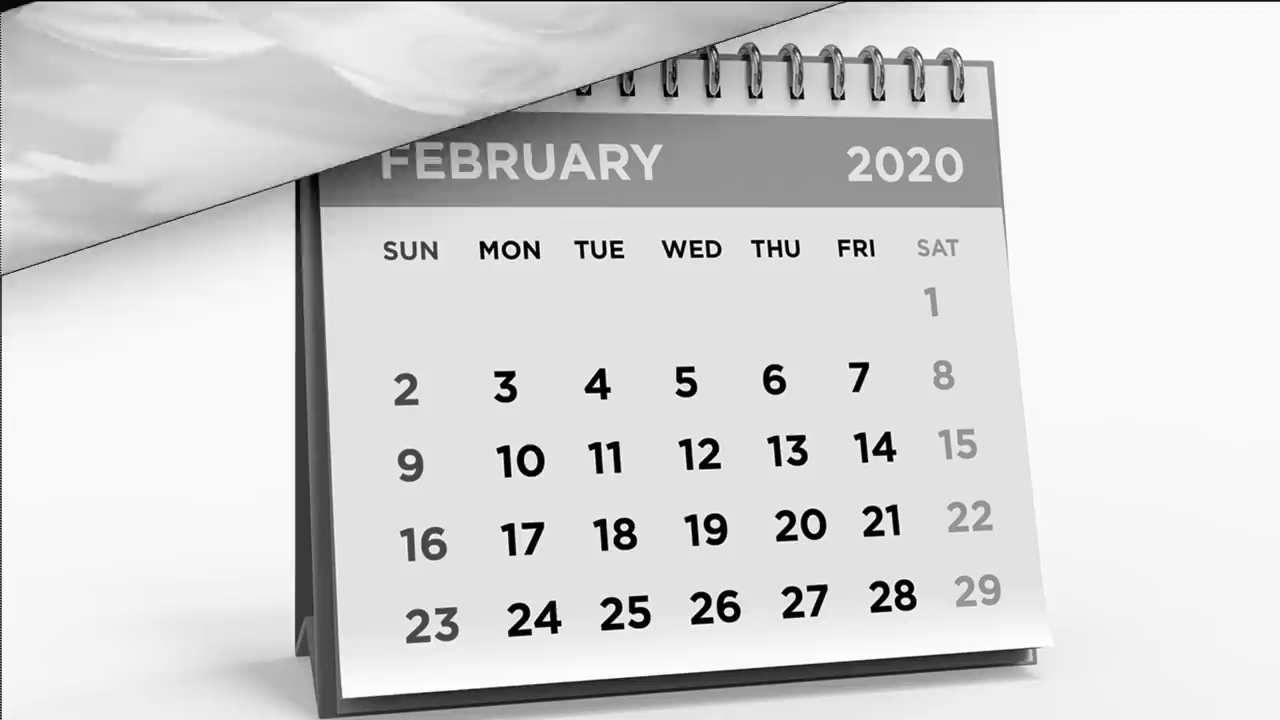 FEBRUARY 2020
SUN MON TUE WED THU FRI SAT
1
2 3 4 5 6 7 8
9 10 11 12 13 14 15
16 17 18 19 20 21 22
23 24 25 26 27 28 29